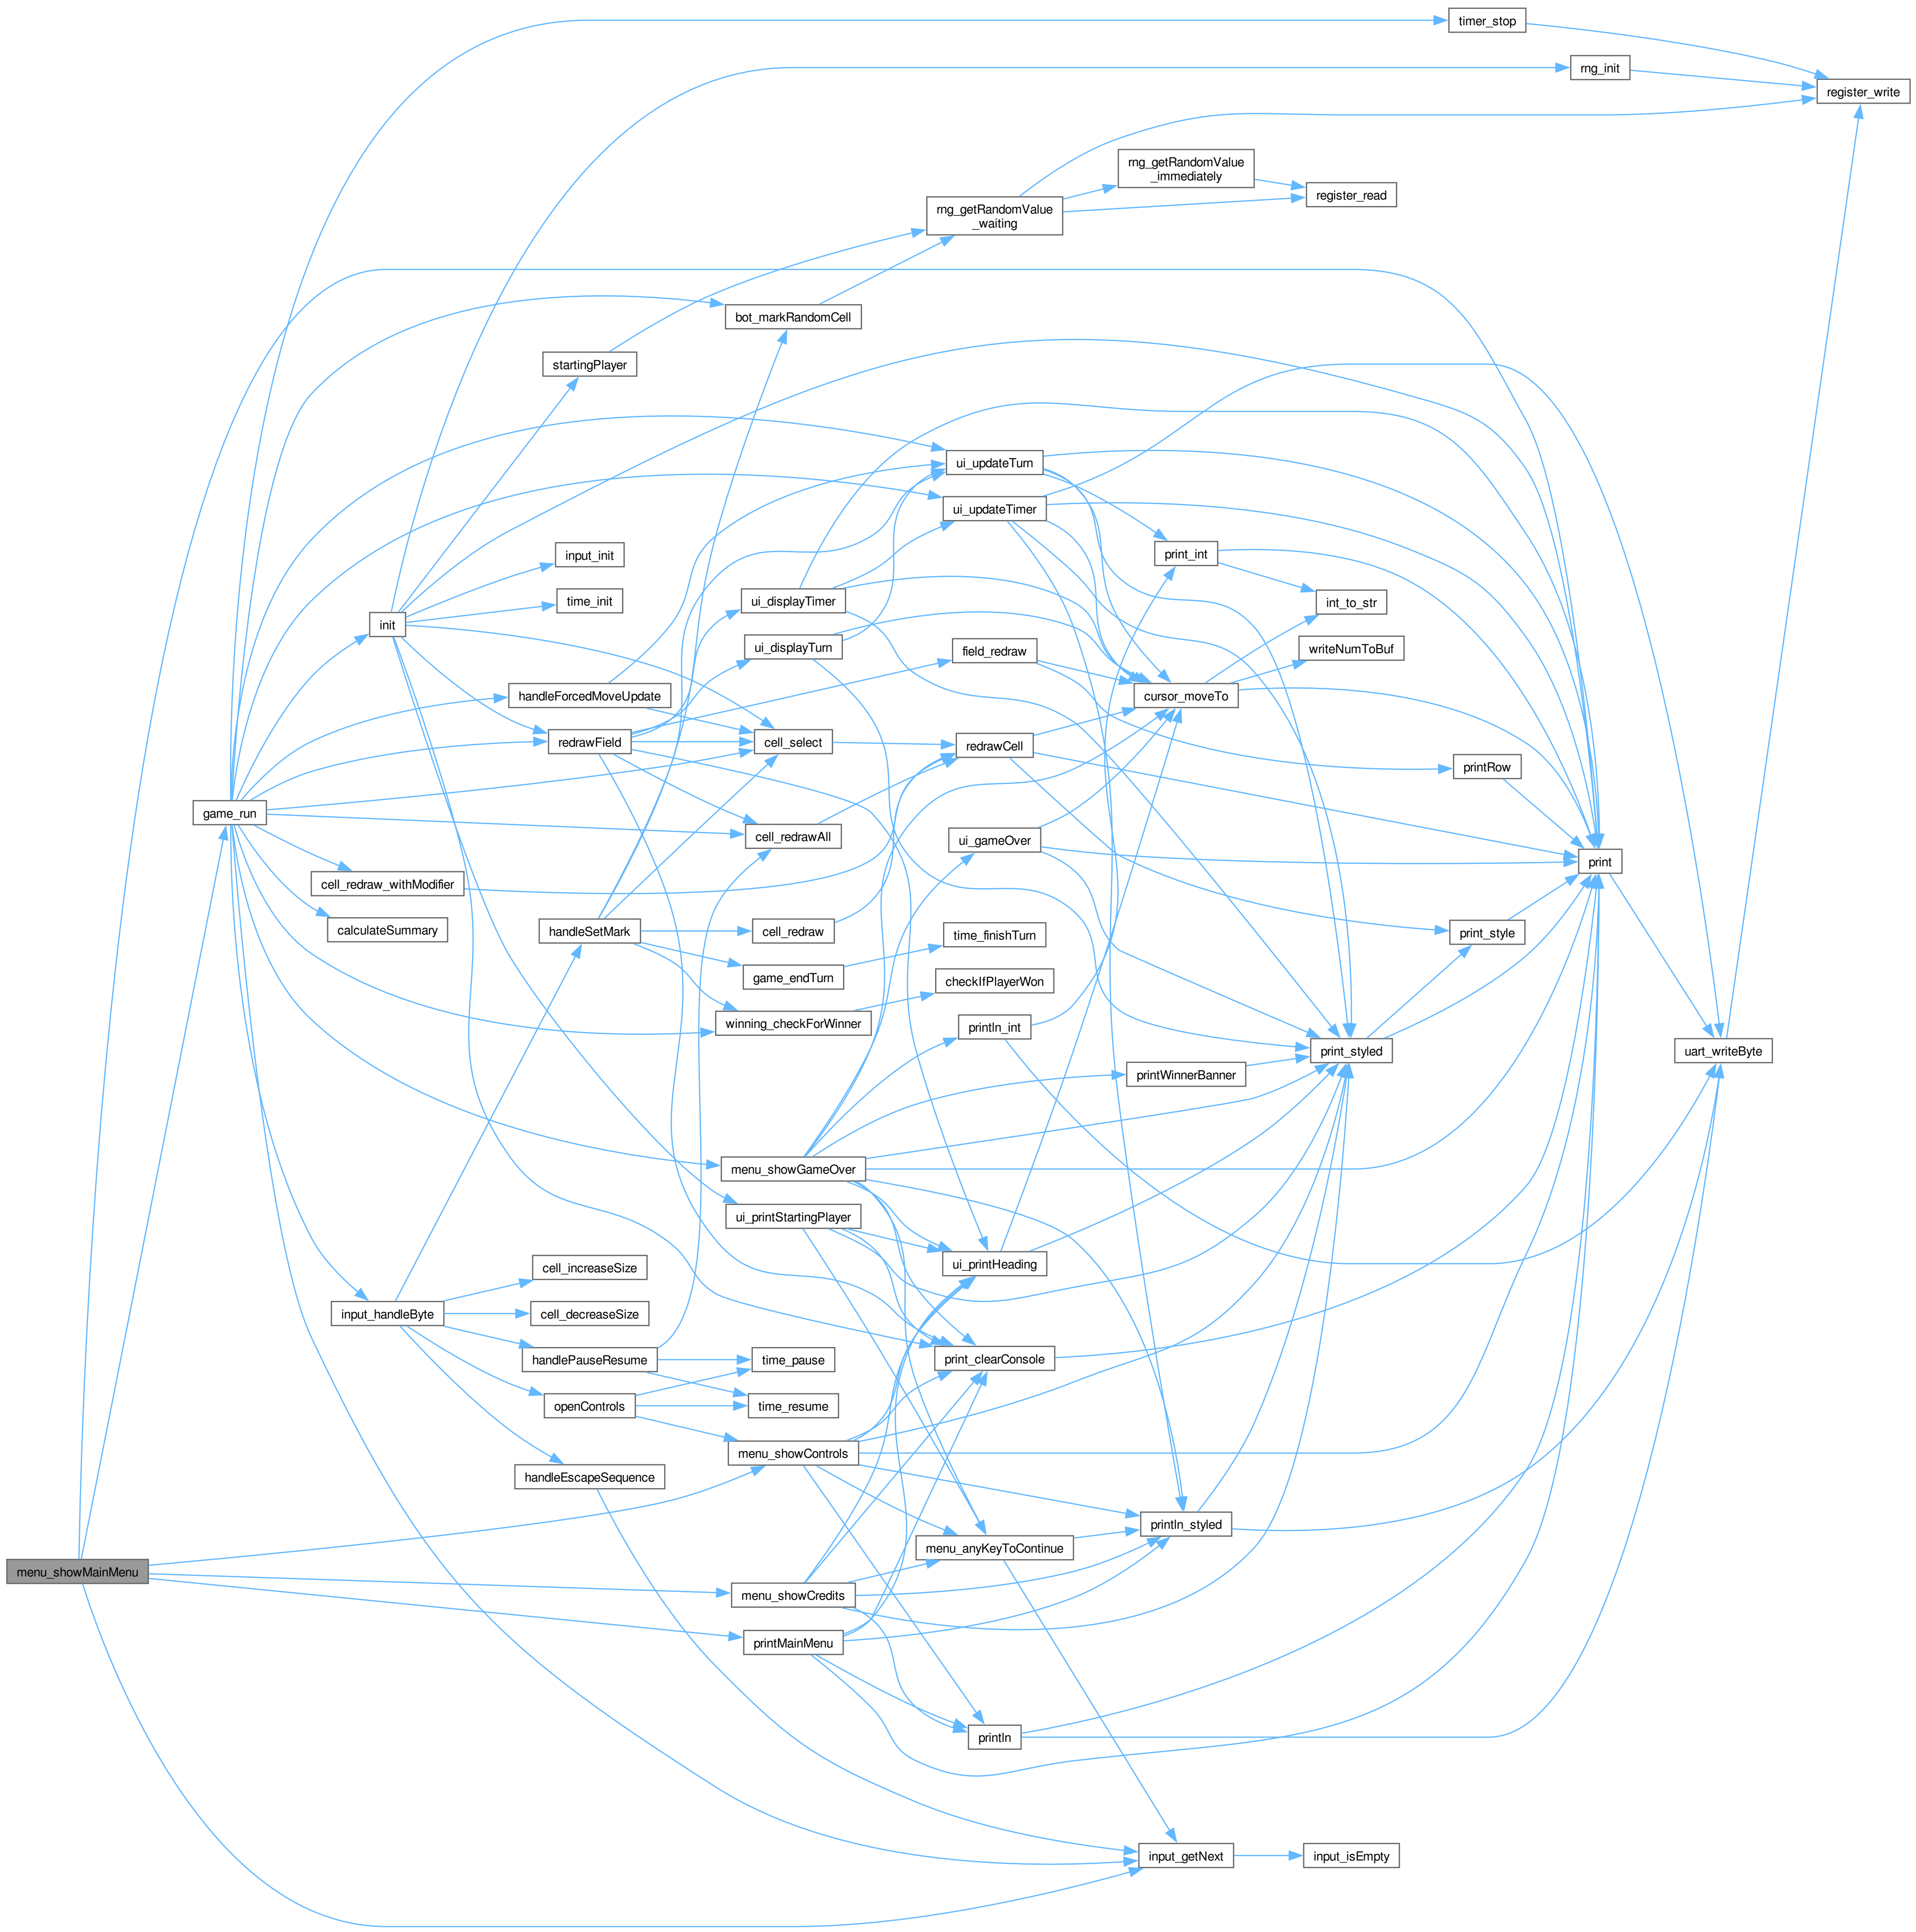 timer_stop
rng_init
register_write
rng_getRandomValue
_immediately
register_read
rng_getRandomValue
_waiting
bot_markRandomCell
startingPlayer
ui_updateTurn
ui_updateTimer
print_int
input_init
time_init
int_to_str
ui_displayTimer
init
ui_displayTurn
writeNumToBuf
field_redraw
handleForcedMoveUpdate
cursor_moveTo
redrawField
cell_select
redrawCell
printRow
game_run
cell_redrawAll
ui_gameOver
print
cell_redraw_withModifier
calculateSummary
handleSetMark
cell_redraw
time_finishTurn
print_style
game_endTurn
checkIfPlayerWon
winning_checkForWinner
println_int
print_styled
uart_writeByte
printWinnerBanner
menu_showGameOver
ui_printStartingPlayer
ui_printHeading
cell_increaseSize
input_handleByte
cell_decreaseSize
handlePauseResume
time_pause
print_clearConsole
openControls
time_resume
menu_showControls
handleEscapeSequence
println_styled
menu_anyKeyToContinue
menu_showMainMenu
menu_showCredits
printMainMenu
println
input_getNext
input_isEmpty